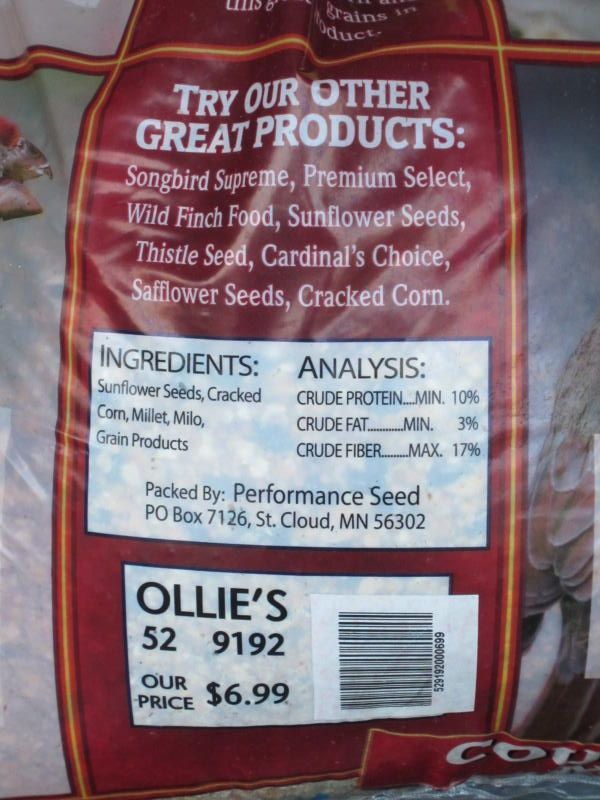 grains in
TRY OUR OTHER
GREAT PRODUCTS:
Songbird Supreme, Premium Select,
Wild Finch Food, Sunflower Seeds,
Thistle Seed, Cardinal's Choice,
Safflower Seeds, Cracked Corn.
INGREDIENTS:
Sunflower Seeds, Cracked
Corn, Millet, Milo,
Grain Products
ANALYSIS:
CRUDE PROTEIN....MIN. 10%
CRUDE FAT...........MIN. 3%
CRUDE FIBER.........MAX. 17%
Packed By: Performance Seed
PO Box 7126, St. Cloud, MN 56302
OLLIE'S
52 9192
OUR
PRICE $6.99
529192000699